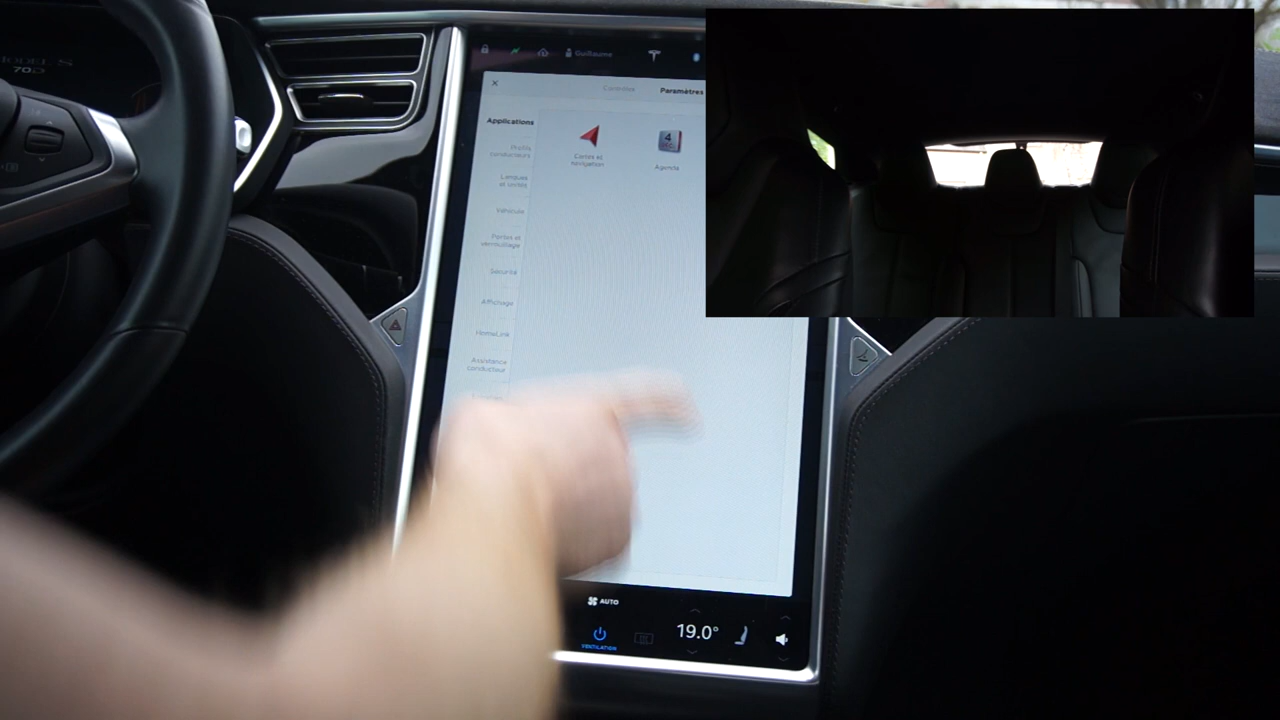 MODEL S
70D
Guillaume
Contrôles
Paramètres
Applications
Cartes et
navigation
4
Agenda
Profils
conducteurs
Langues
et unités
Véhicule
Portes et
verrouillage
Sécurité
Affichage
HomeLink
Assistance
conducteur
AUTO
19.0°
VENTILATION